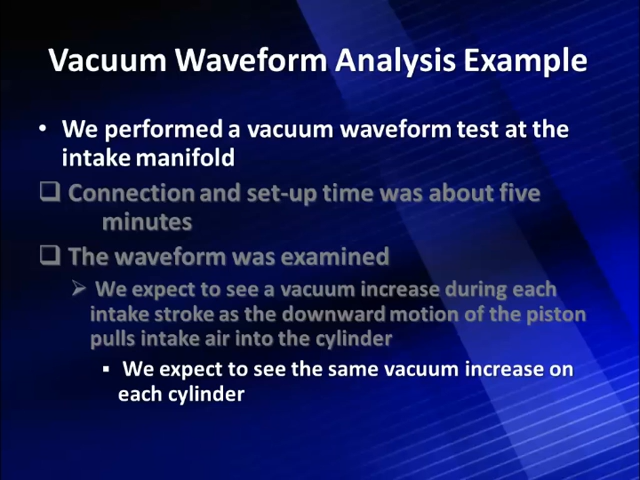 Vacuum Waveform Analysis Example
• We performed a vacuum waveform test at the
intake manifold
❑ Connection and set-up time was about five
minutes
❑ The waveform was examined
➢ We expect to see a vacuum increase during each
intake stroke as the downward motion of the piston
pulls intake air into the cylinder
▪ We expect to see the same vacuum increase on
each cylinder